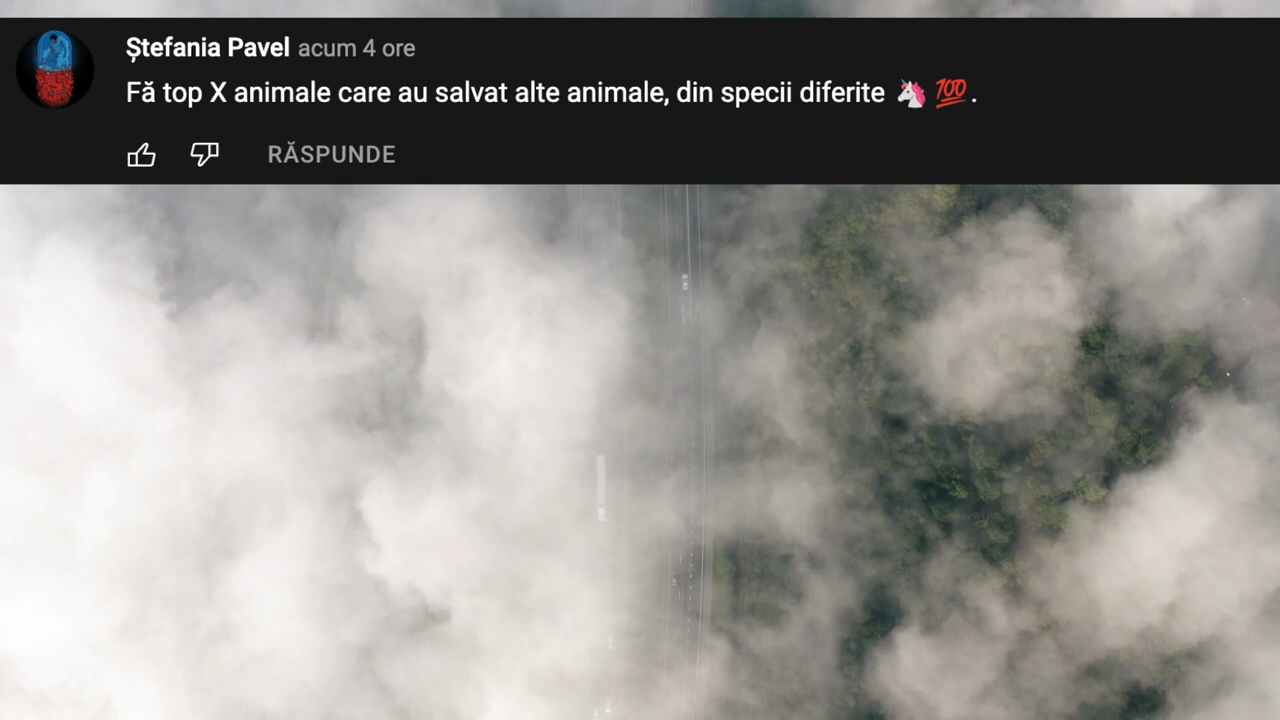 Ștefania Pavel acum 4 ore
Fă top X animale care au salvat alte animale, din specii diferite 🦄 💯.
RĂSPUNDE